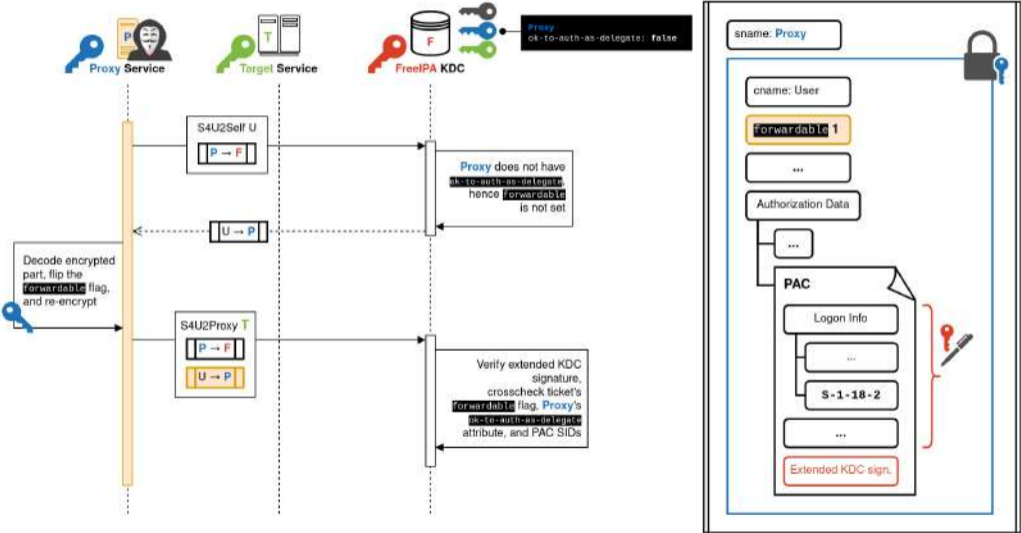 P
T
F
Proxy Service
Target Service
FreeIPA KDC
Proxy
ok-to-auth-as-delegate: false
S4U2Self U
P → F
Proxy does not have
ok-to-auth-as-delegate,
hence forwardable
is not set
U → P
Decode encrypted
part, flip the
forwardable flag,
and re-encrypt
S4U2Proxy T
P → F
U → P
Verify extended KDC
signature,
crosscheck ticket's
forwardable flag, Proxy's
ok-to-auth-as-delegate
attribute, and PAC SIDs
sname: Proxy
cname: User
forwardable 1
...
Authorization Data
...
PAC
Logon Info
...
S-1-18-2
...
Extended KDC sign.